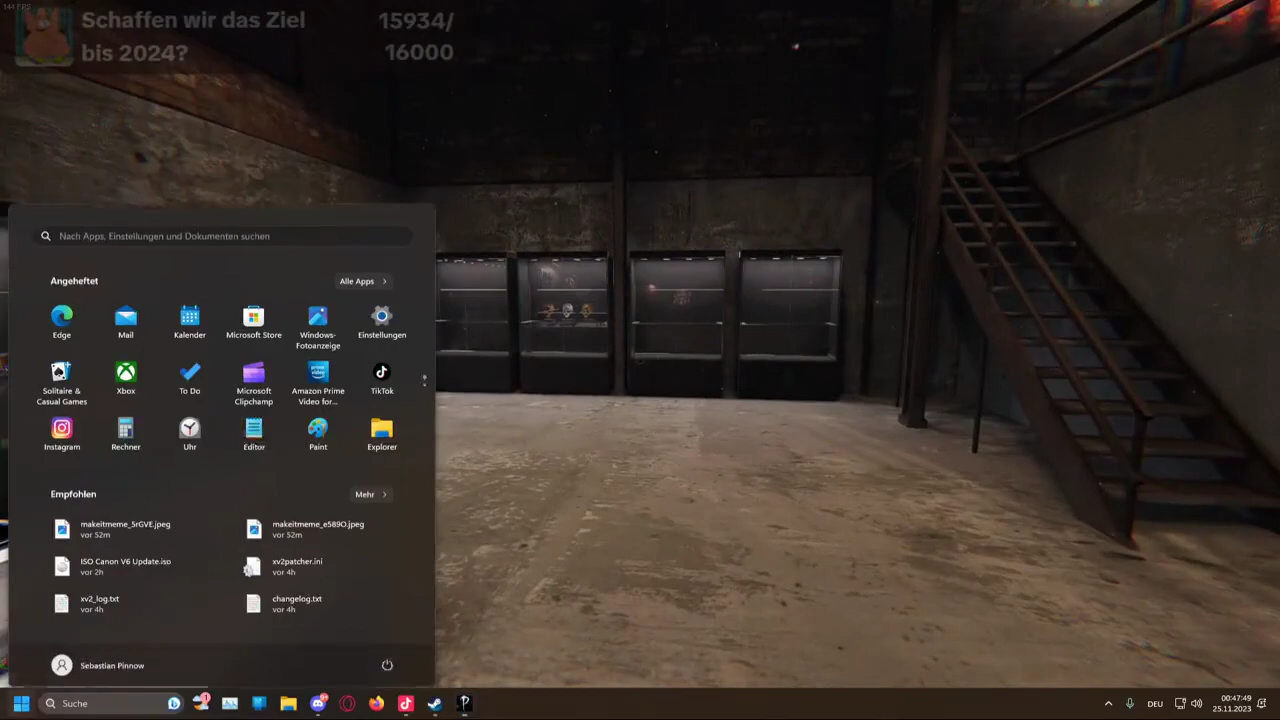 144 FPS
Schaffen wir das Ziel
bis 2024?
15934/
16000
Nach Apps, Einstellungen und Dokumenten suchen
Angeheftet
Alle Apps
Edge
Mail
Kalender
Microsoft Store
Windows-
Fotoanzeige
Einstellungen
Solitaire &
Casual Games
Xbox
To Do
Microsoft
Clipchamp
Amazon Prime
Video for...
TikTok
Instagram
Rechner
Uhr
Editor
Paint
Explorer
Empfohlen
Mehr
makeitmeme_5rGVE.jpeg
vor 52m
makeitmeme_e589O.jpeg
vor 52m
ISO Canon V6 Update.iso
vor 2h
xv2patcher.ini
vor 4h
xv2_log.txt
vor 4h
changelog.txt
vor 4h
Sebastian Pinnow
Suche
DEU
00:47:49
25.11.2023